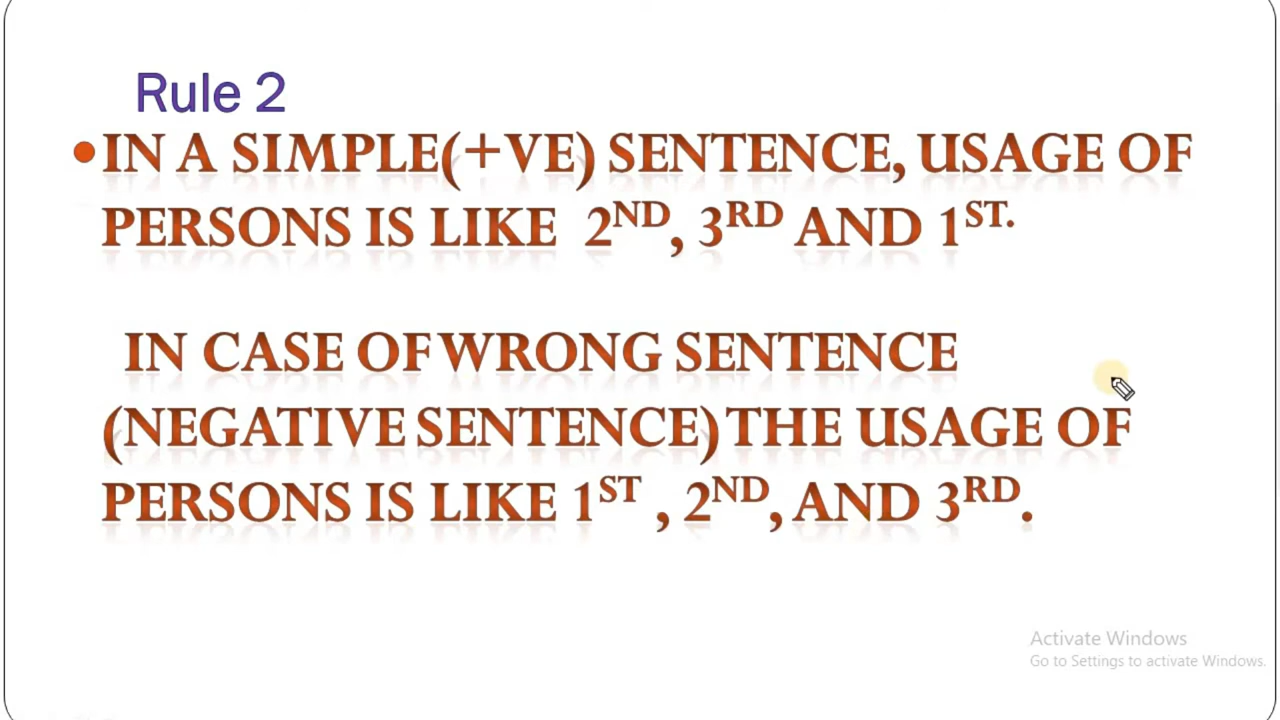 Rule 2
•IN A SIMPLE(+VE) SENTENCE, USAGE OF
PERSONS IS LIKE 2ND, 3RD AND 1ST.
IN CASE OF WRONG SENTENCE
(NEGATIVE SENTENCE) THE USAGE OF
PERSONS IS LIKE 1ST , 2ND, AND 3RD.
Activate Windows
Go to Settings to activate Windows.